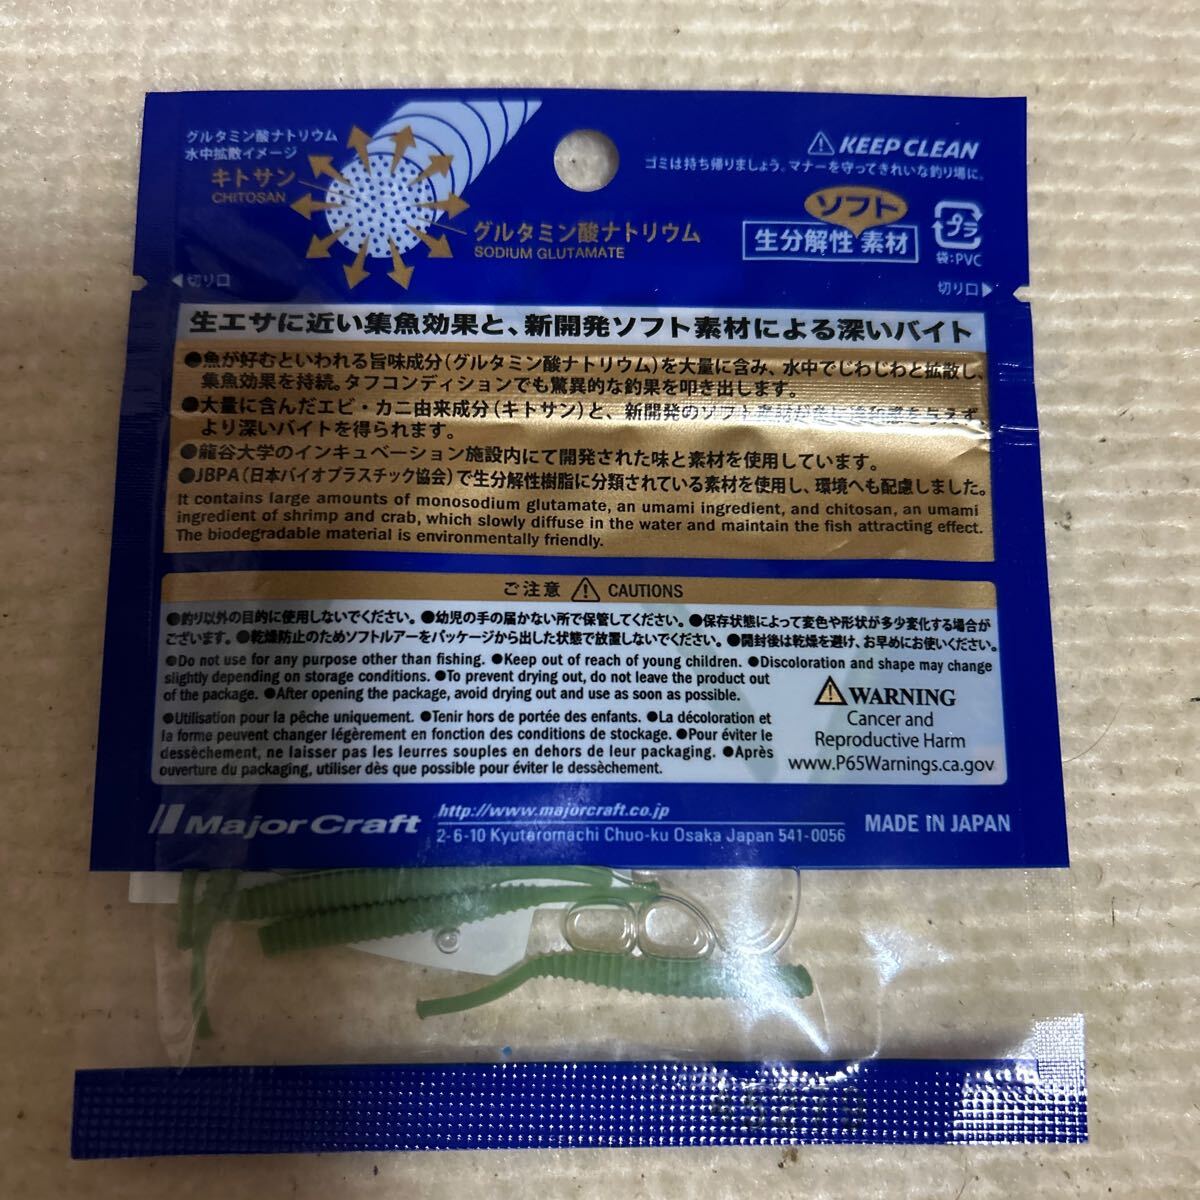 グルタミン酸ナトリウム
水中拡散イメージ
キトサン
CHITOSAN
グルタミン酸ナトリウム
SODIUM GLUTAMATE
KEEP CLEAN
ゴミは持ち帰りましょう。マナーを守ってきれいな釣り場に。
ソフト
生分解性 素材
プラ
袋:PVC
◀切り口
切り口▶
生エサに近い集魚効果と、新開発ソフト素材による深いバイト
●魚が好むといわれる旨味成分(グルタミン酸ナトリウム)を大量に含み、水中でじわじわと拡散し、
集魚効果を持続。タフコンディションでも驚異的な釣果を叩き出します。
●大量に含んだエビ・カニ由来成分(キトサン)と、新開発のソフト素材が魚に違和感を与えず
より深いバイトを得られます。
●龍谷大学のインキュベーション施設内にて開発された味と素材を使用しています。
●JBPA(日本バイオプラスチック協会)で生分解性樹脂に分類されている素材を使用し、環境へも配慮しました。
It contains large amounts of monosodium glutamate, an umami ingredient, and chitosan, an umami
ingredient of shrimp and crab, which slowly diffuse in the water and maintain the fish attracting effect.
The biodegradable material is environmentally friendly.
ご注意 CAUTIONS
●釣り以外の目的に使用しないでください。●幼児の手の届かない所で保管してください。●保存状態によって変色や形状が多少変化する場合が
ございます。●乾燥防止のためソフトルアーをパッケージから出した状態で放置しないでください。●開封後は乾燥を避け、お早めにお使いください。
●Do not use for any purpose other than fishing. ●Keep out of reach of young children. ●Discoloration and shape may change
slightly depending on storage conditions. ●To prevent drying out, do not leave the product out
of the package. ●After opening the package, avoid drying out and use as soon as possible.
●Utilisation pour la pêche uniquement. ●Tenir hors de portée des enfants. ●La décoloration et
la forme peuvent changer légèrement en fonction des conditions de stockage. ●Pour éviter le
dessèchement, ne laisser pas les leurres souples en dehors de leur packaging. ●Après
ouverture du packaging, utiliser dès que possible pour éviter le dessèchement.
WARNING
Cancer and
Reproductive Harm
www.P65Warnings.ca.gov
Major Craft
http://www.majorcraft.co.jp
2-6-10 Kyutaromachi Chuo-ku Osaka Japan 541-0056
MADE IN JAPAN